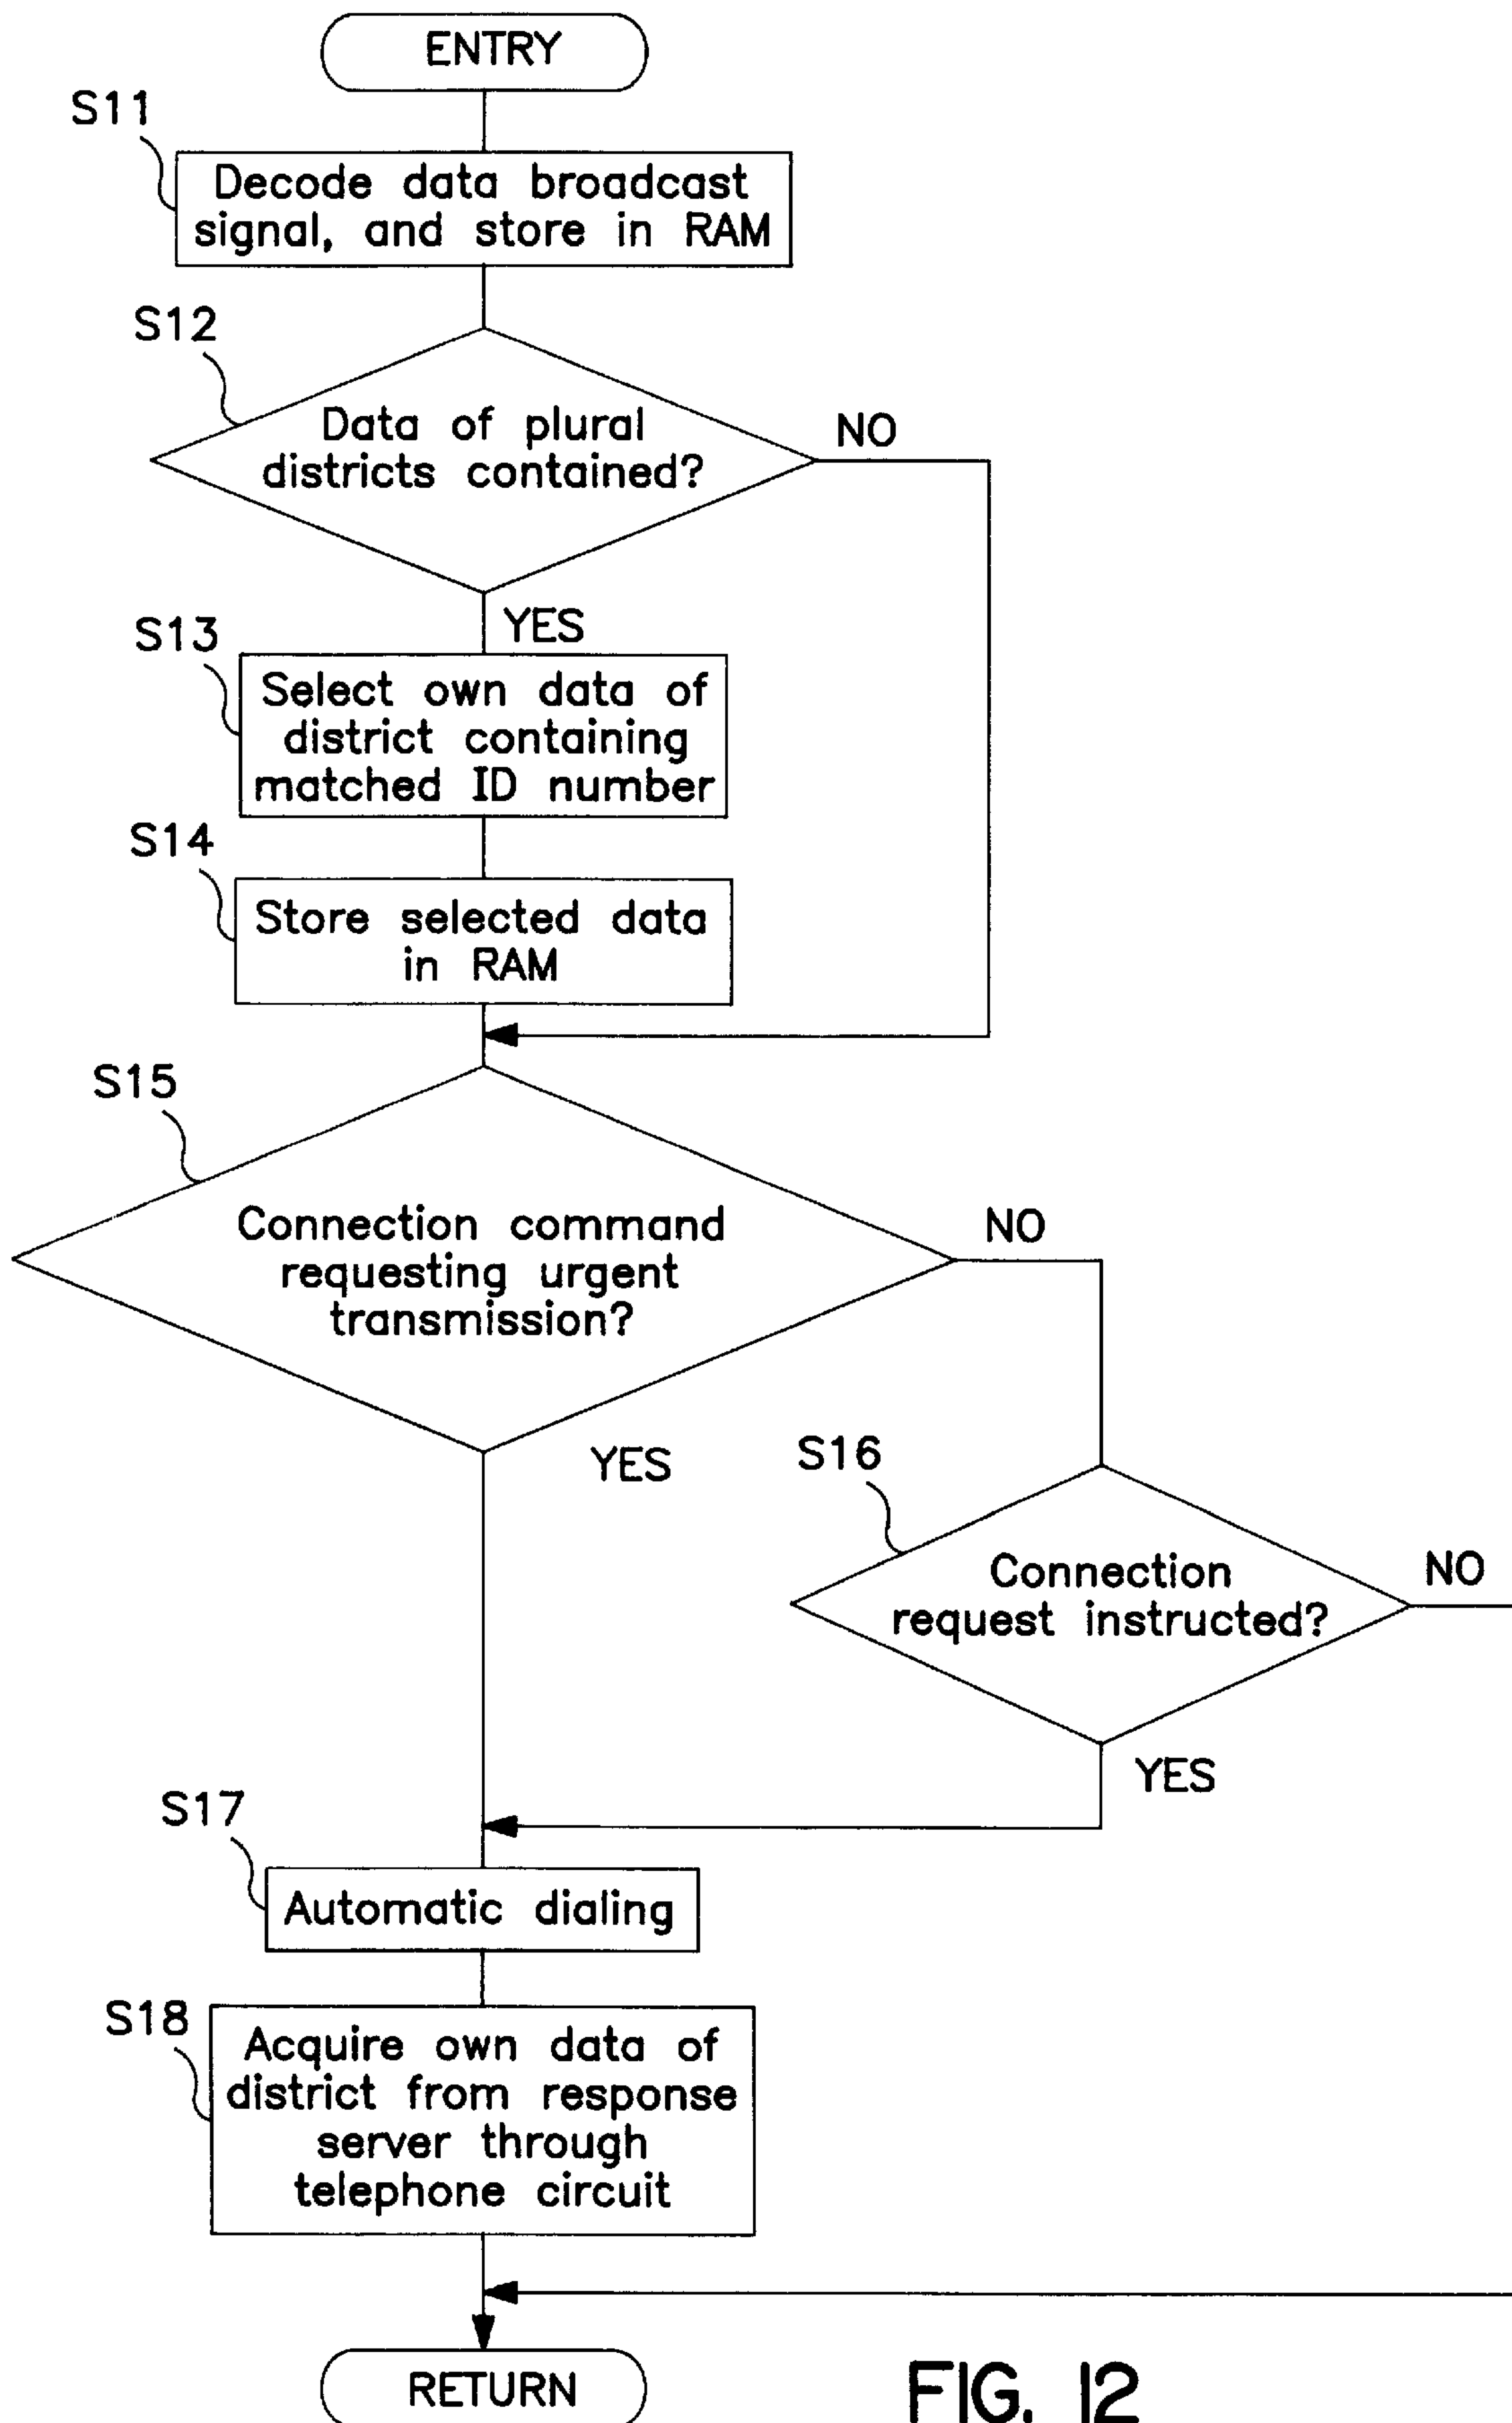 ENTRY
S11
Decode data broadcast
signal, and store in RAM
S12
Data of plural
districts contained?
NO
YES
S13
Select own data of
district containing
matched ID number
S14
Store selected data
in RAM
S15
Connection command
requesting urgent
transmission?
NO
YES
S16
Connection
request instructed?
NO
YES
S17
Automatic dialing
S18
Acquire own data of
district from response
server through
telephone circuit
RETURN
FIG. 12